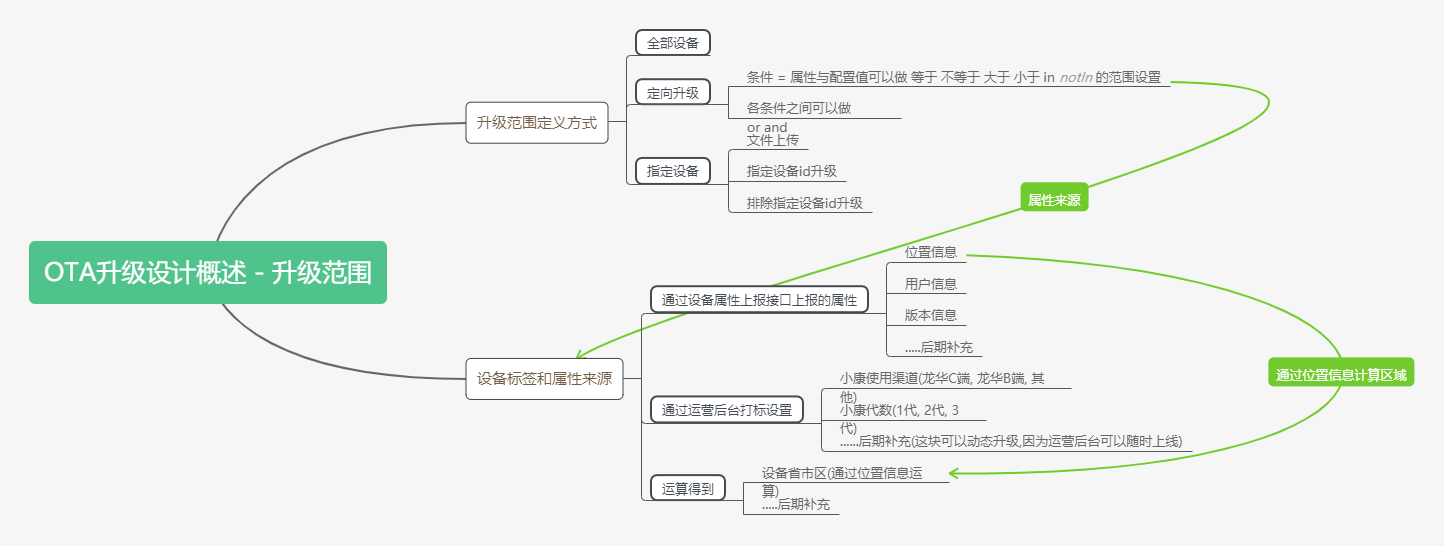 OTA升级设计概述 - 升级范围
升级范围定义方式
全部设备
定向升级
条件 = 属性与配置值可以做 等于 不等于 大于 小于 in notIn 的范围设置
各条件之间可以做
or and
指定设备
文件上传
指定设备id升级
排除指定设备id升级
属性来源
设备标签和属性来源
通过设备属性上报接口上报的属性
位置信息
用户信息
版本信息
.....后期补充
通过位置信息计算区域
通过运营后台打标设置
小康使用渠道(龙华C端, 龙华B端, 其
他)
小康代数(1代, 2代, 3
代)
......后期补充(这块可以动态升级,因为运营后台可以随时上线)
运算得到
设备省市区(通过位置信息运
算)
.....后期补充